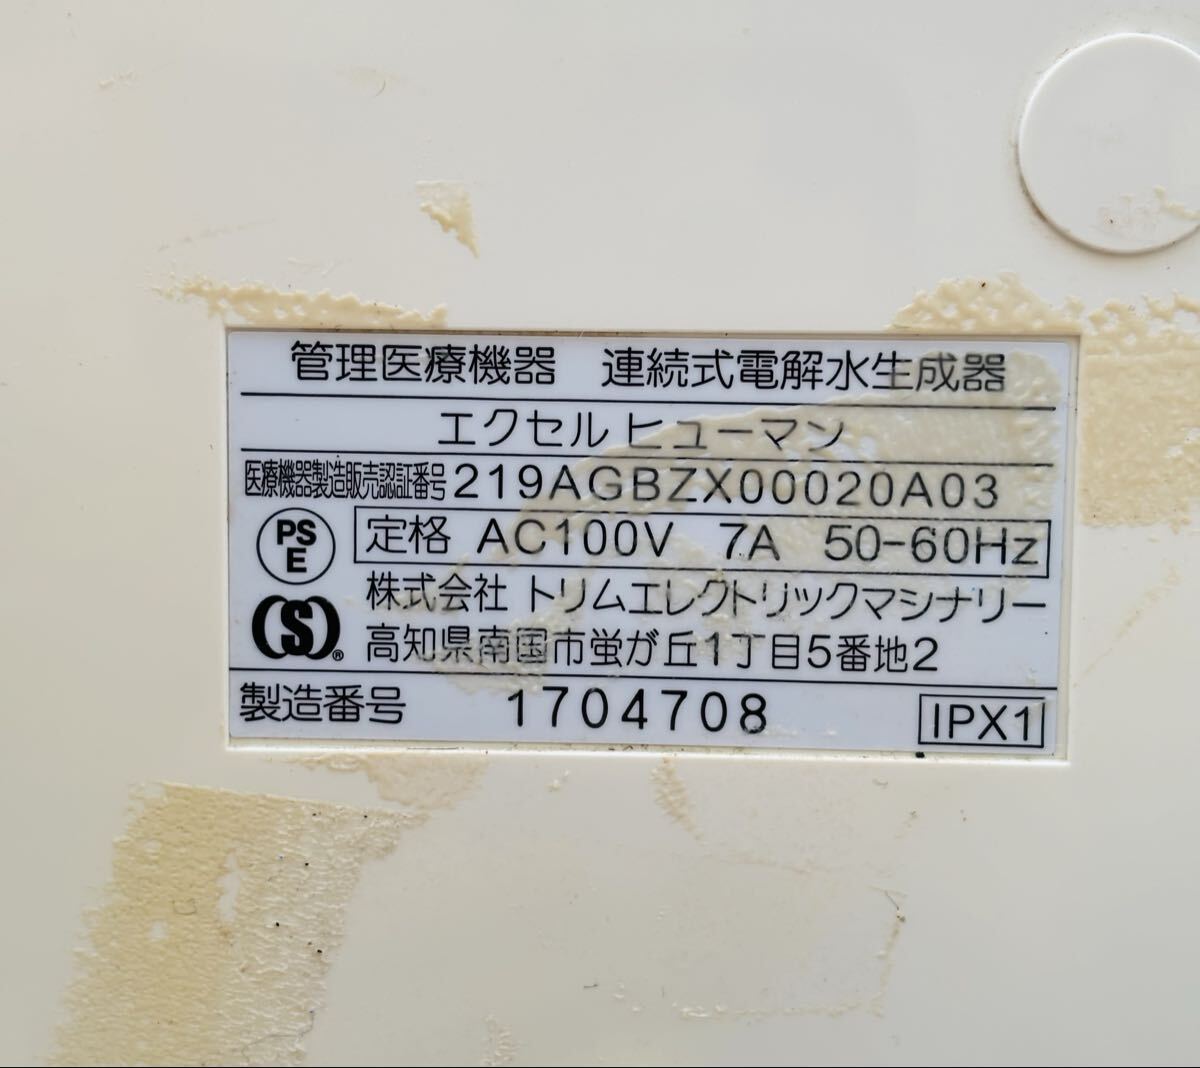 管理医療機器 連続式電解水生成器
エクセル ヒューマン
医療機器製造販売認証番号 219AGBZX00020A03
PS
E
定格 AC100V 7A 50-60Hz
株式会社 トリムエレクトリックマシナリー
(S)®
高知県南国市蛍が丘1丁目5番地2
製造番号 1704708
IPX1